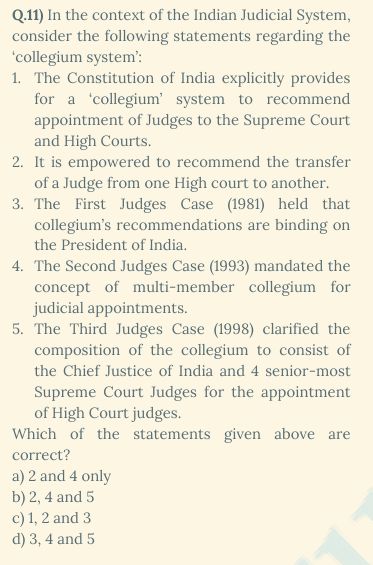 Q.11) In the context of the Indian Judicial System,
consider the following statements regarding the
‘collegium system’:
1. The Constitution of India explicitly provides
for a ‘collegium’ system to recommend
appointment of Judges to the Supreme Court
and High Courts.
2. It is empowered to recommend the transfer
of a Judge from one High court to another.
3. The First Judges Case (1981) held that
collegium’s recommendations are binding on
the President of India.
4. The Second Judges Case (1993) mandated the
concept of multi-member collegium for
judicial appointments.
5. The Third Judges Case (1998) clarified the
composition of the collegium to consist of
the Chief Justice of India and 4 senior-most
Supreme Court Judges for the appointment
of High Court judges.
Which of the statements given above are
correct?
a) 2 and 4 only
b) 2, 4 and 5
c) 1, 2 and 3
d) 3, 4 and 5